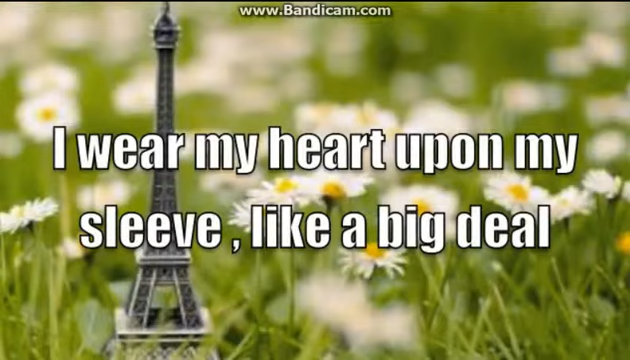 www.Bandicam.com
I wear my heart upon my
sleeve , like a big deal